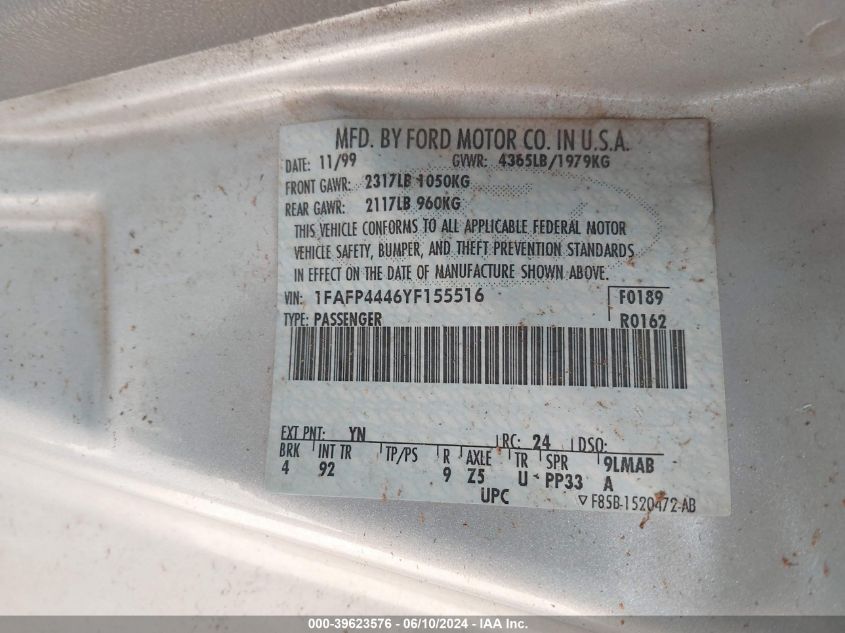 MFD. BY FORD MOTOR CO. IN U.S.A.
DATE: 11/99 GVWR: 4365LB/1979KG
FRONT GAWR: 2317LB 1050KG
REAR GAWR: 2117LB 960KG
THIS VEHICLE CONFORMS TO ALL APPLICABLE FEDERAL MOTOR
VEHICLE SAFETY, BUMPER, AND THEFT PREVENTION STANDARDS
IN EFFECT ON THE DATE OF MANUFACTURE SHOWN ABOVE.
VIN: 1FAFP4446YF155516 F0189
TYPE: PASSENGER R0162
EXT PNT: YN RC: 24 DSO:
BRK INT TR TP/PS R AXLE TR SPR 9LMAB
4 92 9 Z5 U PP33 A
UPC ▽F85B-1520472-AB
000-39623576 - 06/10/2024 - IAA Inc.